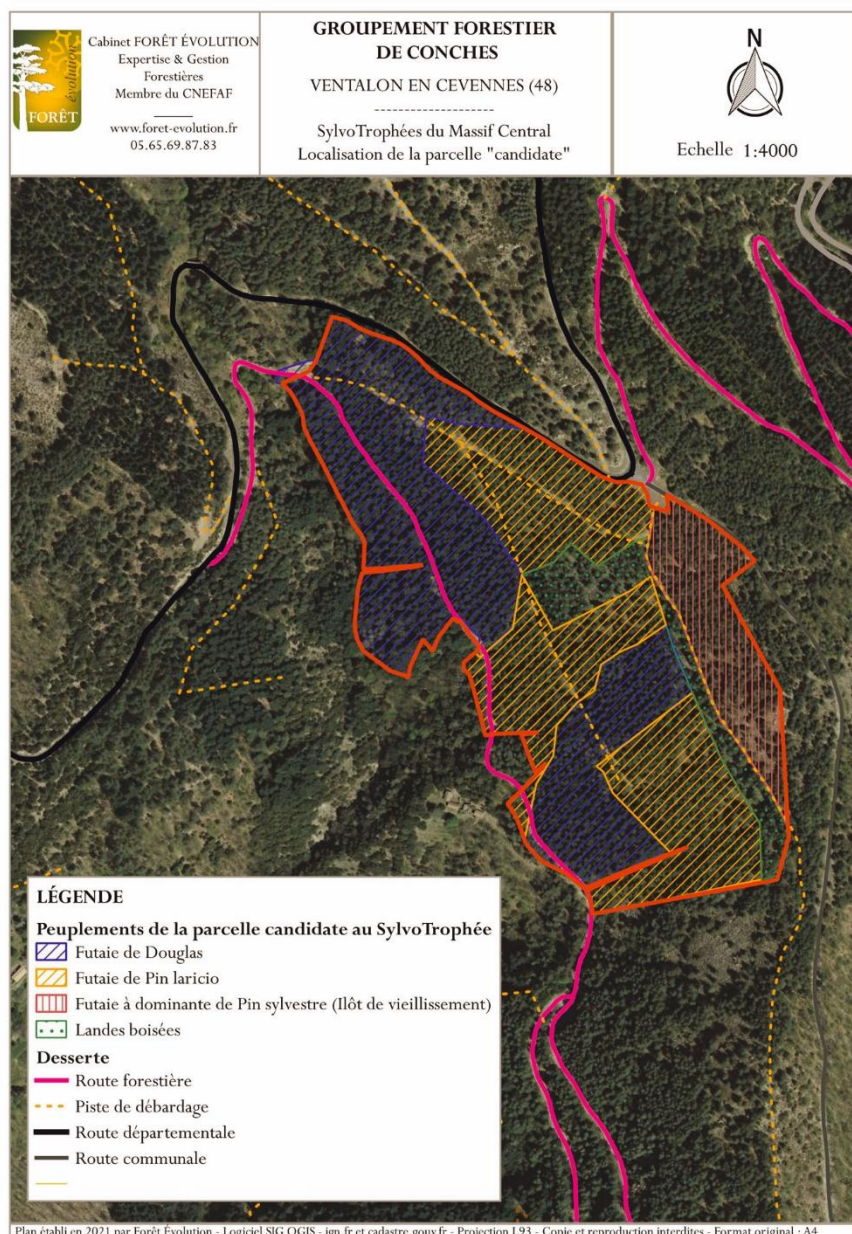 FORÊT
évolution
Cabinet FORÊT ÉVOLUTION
Expertise & Gestion
Forestières
Membre du CNEFAF
www.foret-evolution.fr
05.65.69.87.83
GROUPEMENT FORESTIER
DE CONCHES
VENTALON EN CEVENNES (48)
-------------------
SylvoTrophées du Massif Central
Localisation de la parcelle "candidate"
N
Echelle 1:4000
LÉGENDE
Peuplements de la parcelle candidate au SylvoTrophée
Futaie de Douglas
Futaie de Pin laricio
Futaie à dominante de Pin sylvestre (Ilôt de vieillissement)
Landes boisées
Desserte
Route forestière
Piste de débardage
Route départementale
Route communale
Plan établi en 2021 par Forêt Évolution - Logiciel SIG QGIS - ign.fr et cadastre.gouv.fr - Projection L93 - Copie et reproduction interdites - Format original : A4